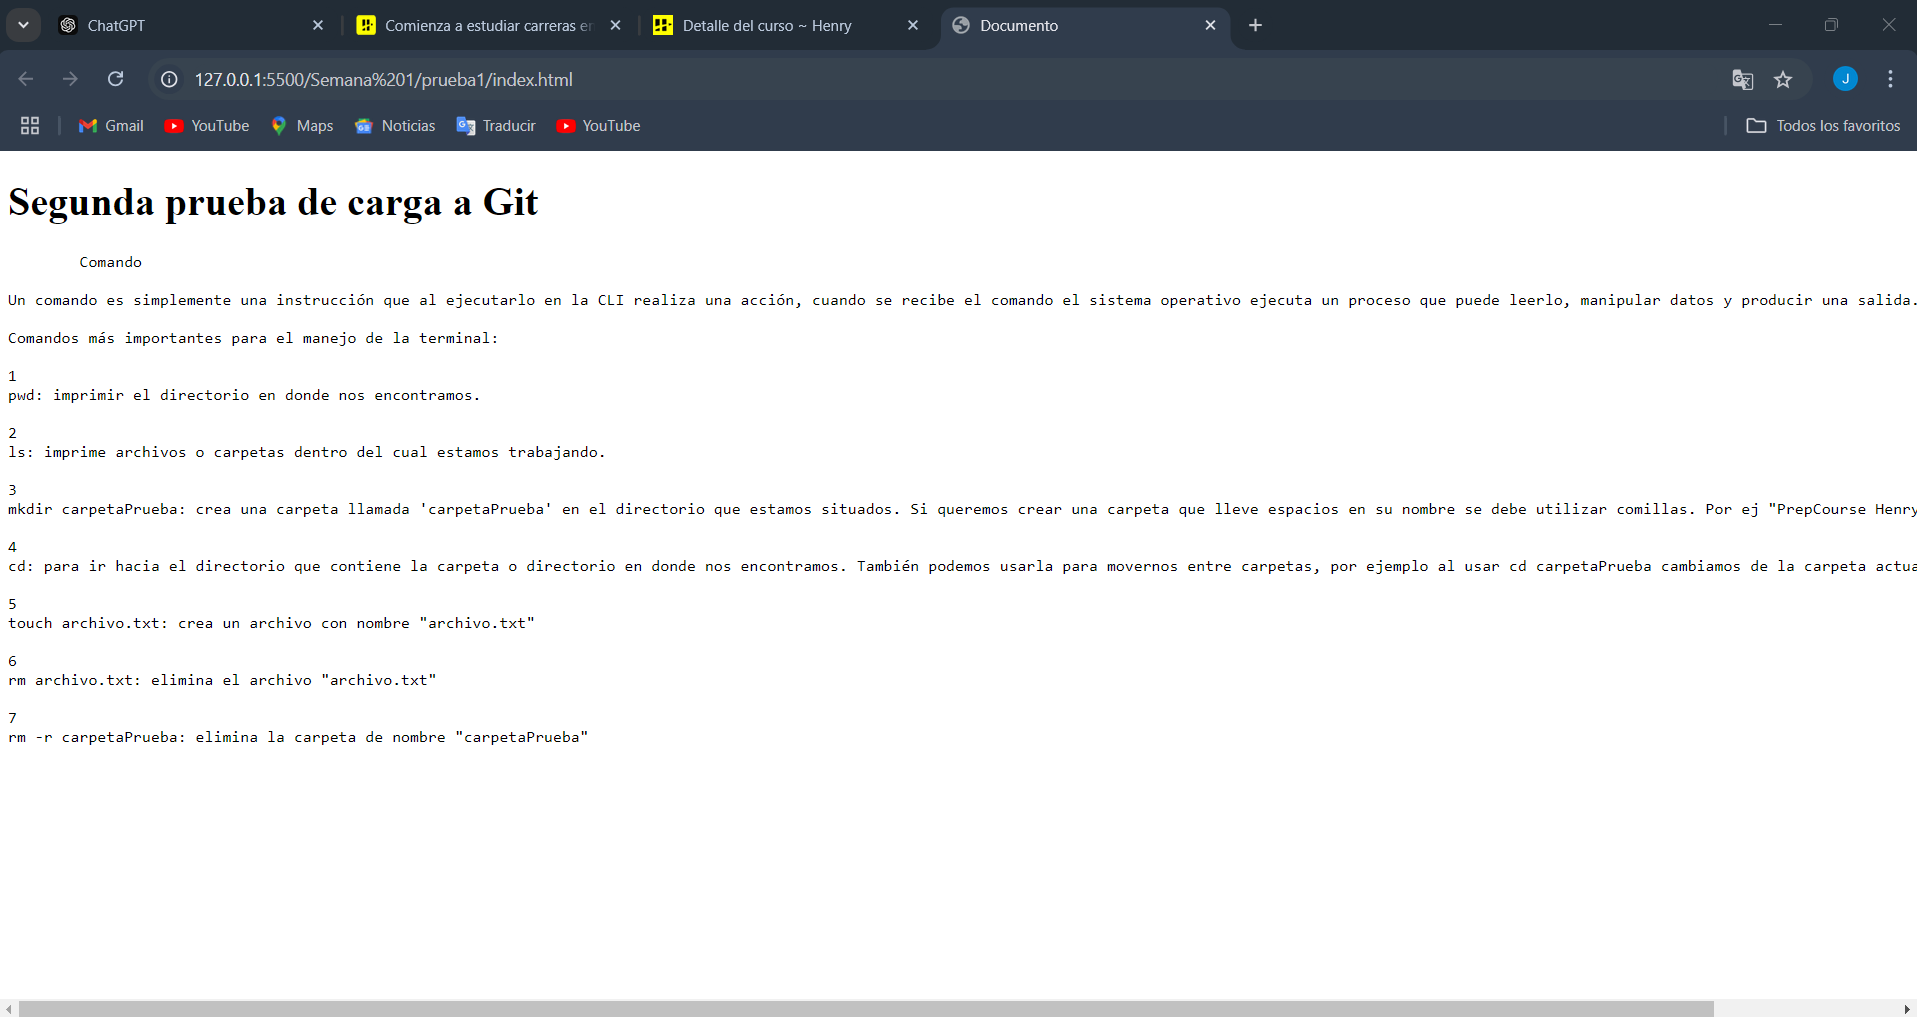 ChatGPT
Comienza a estudiar carreras en
Detalle del curso ~ Henry
Documento
127.0.0.1:5500/Semana%201/prueba1/index.html
J
Gmail
YouTube
Maps
Noticias
Traducir
YouTube
Todos los favoritos
Segunda prueba de carga a Git
Comando
Un comando es simplemente una instrucción que al ejecutarlo en la CLI realiza una acción, cuando se recibe el comando el sistema operativo ejecuta un proceso que puede leerlo, manipular datos y producir una salida.
Comandos más importantes para el manejo de la terminal:
1
pwd: imprimir el directorio en donde nos encontramos.
2
ls: imprime archivos o carpetas dentro del cual estamos trabajando.
3
mkdir carpetaPrueba: crea una carpeta llamada 'carpetaPrueba' en el directorio que estamos situados. Si queremos crear una carpeta que lleve espacios en su nombre se debe utilizar comillas. Por ej "PrepCourse Henry
4
cd: para ir hacia el directorio que contiene la carpeta o directorio en donde nos encontramos. También podemos usarla para movernos entre carpetas, por ejemplo al usar cd carpetaPrueba cambiamos de la carpeta actua
5
touch archivo.txt: crea un archivo con nombre "archivo.txt"
6
rm archivo.txt: elimina el archivo "archivo.txt"
7
rm -r carpetaPrueba: elimina la carpeta de nombre "carpetaPrueba"